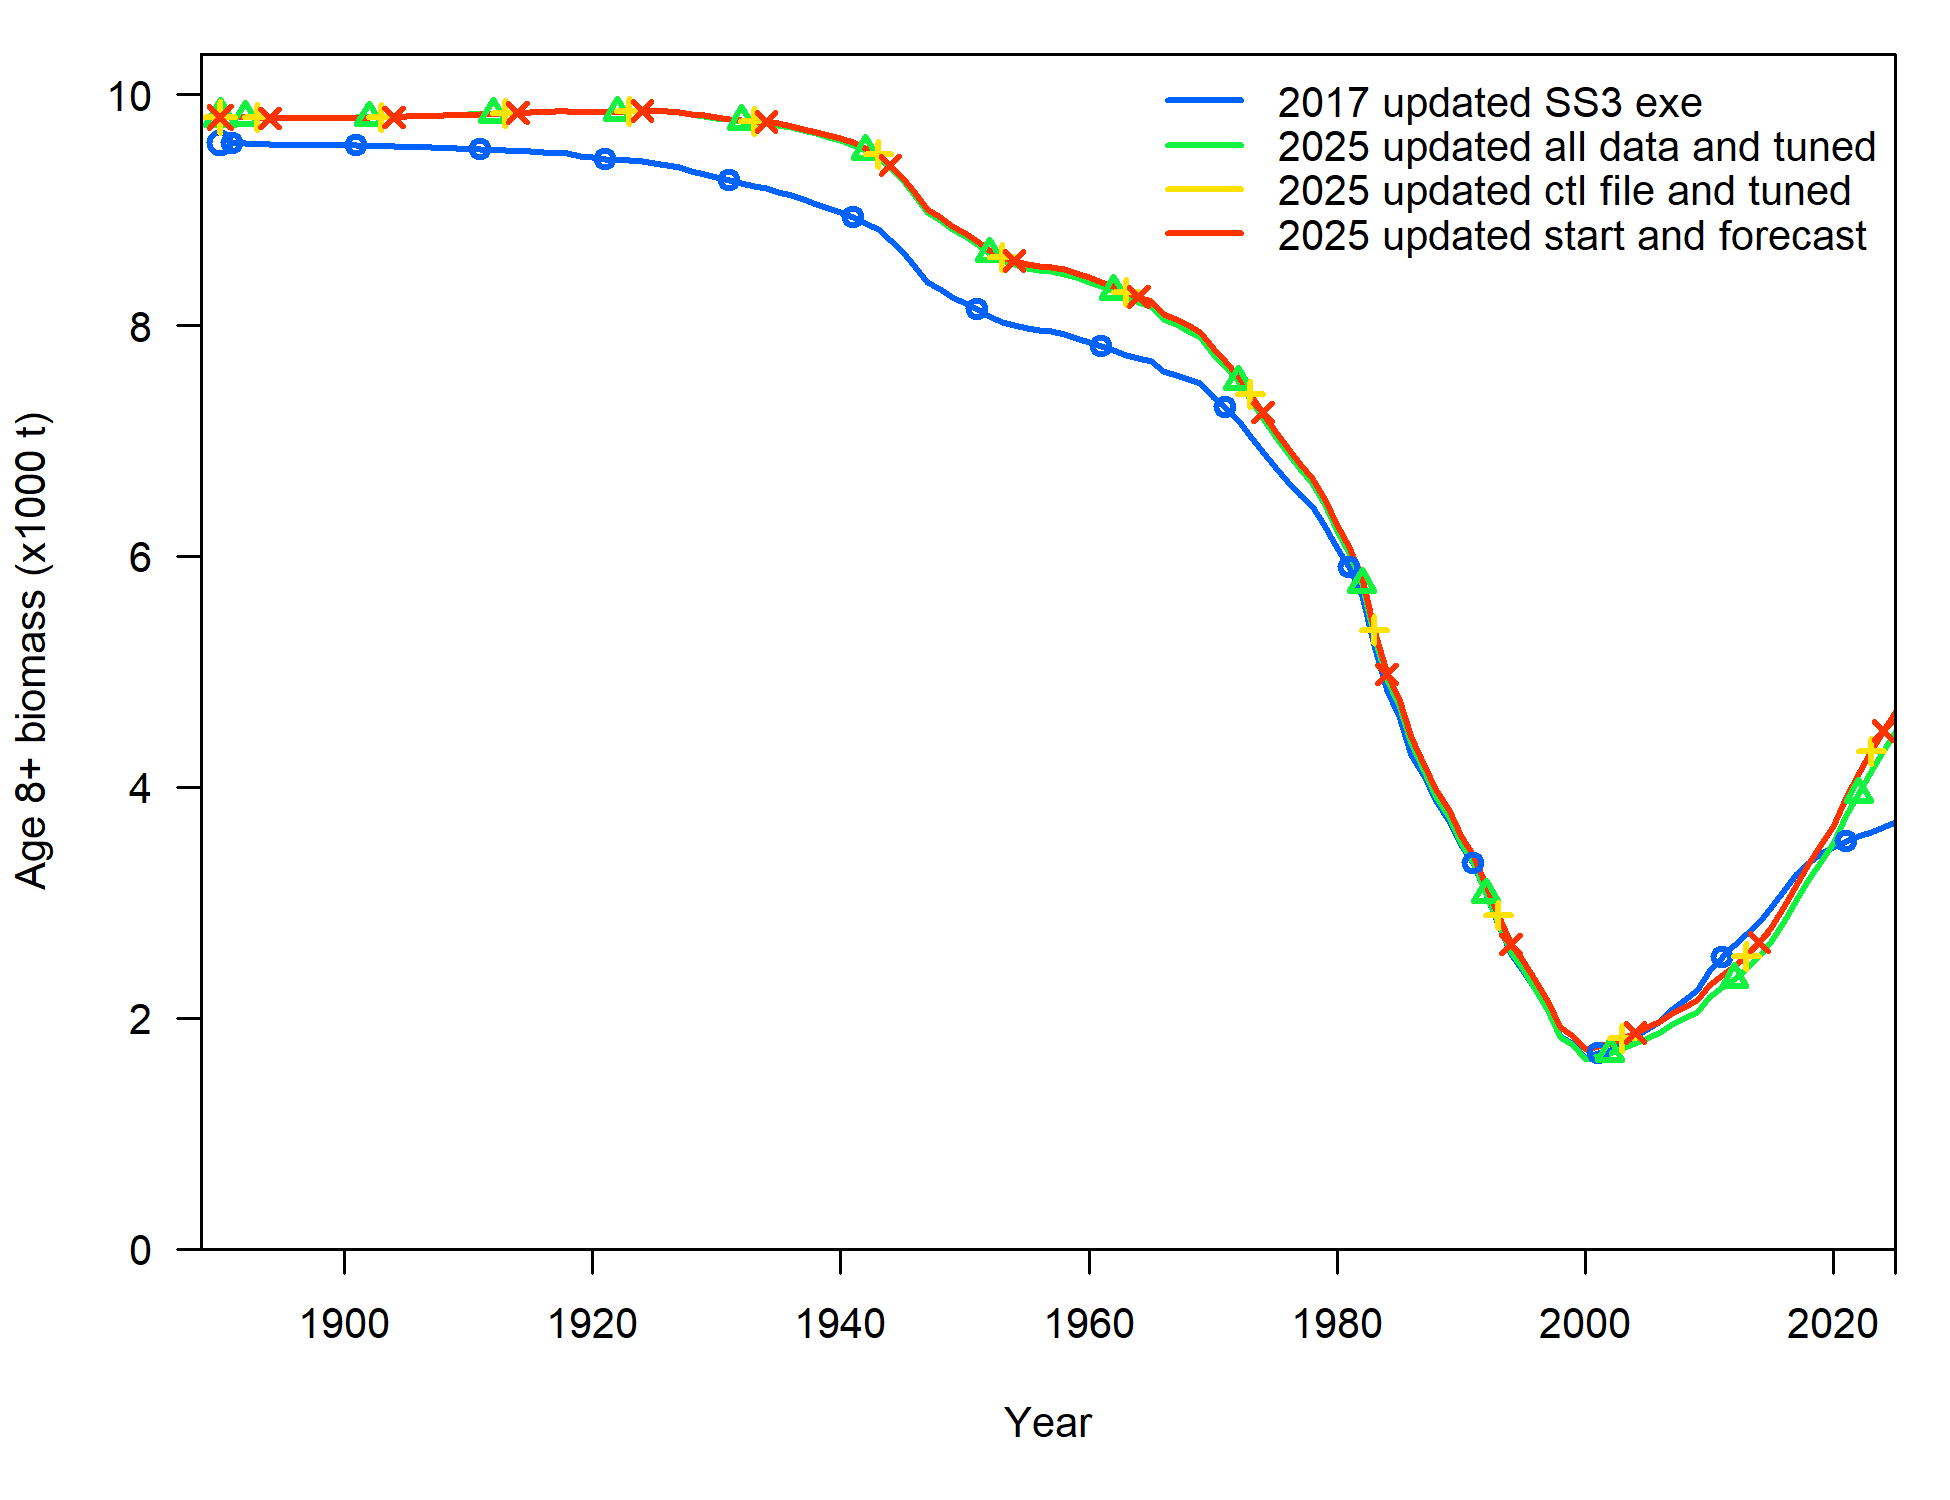 2017 updated SS3 exe
2025 updated all data and tuned
2025 updated ctl file and tuned
2025 updated start and forecast
Age 8+ biomass (x1000 t)
10
8
6
4
2
0
1900 1920 1940 1960 1980 2000 2020
Year